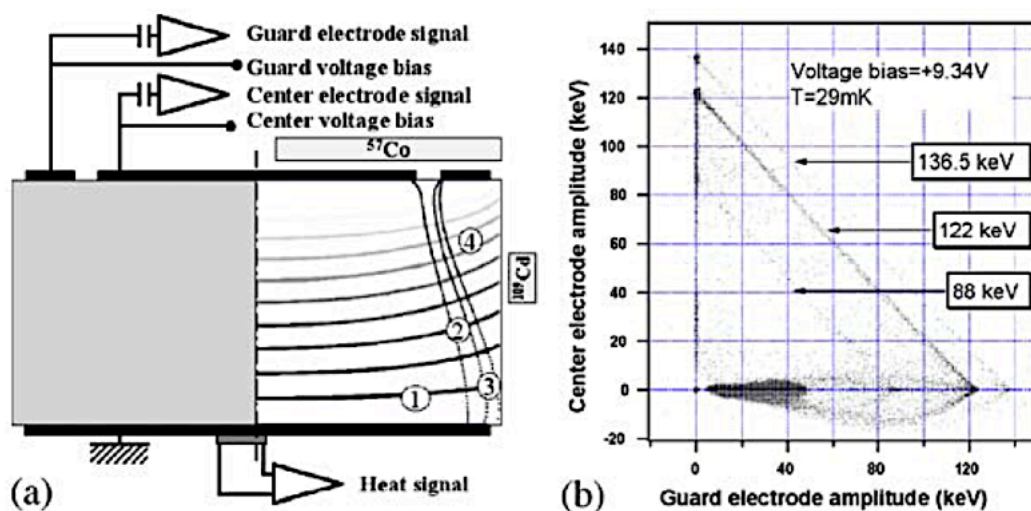 Guard electrode signal
Guard voltage bias
Center electrode signal
Center voltage bias
57Co
109Cd
4
2
3
1
Heat signal
(a)
Voltage bias=+9.34V
T=29mK
136.5 keV
122 keV
88 keV
Center electrode amplitude (keV)
140
120
100
80
60
40
20
0
-20
0
40
80
120
Guard electrode amplitude (keV)
(b)